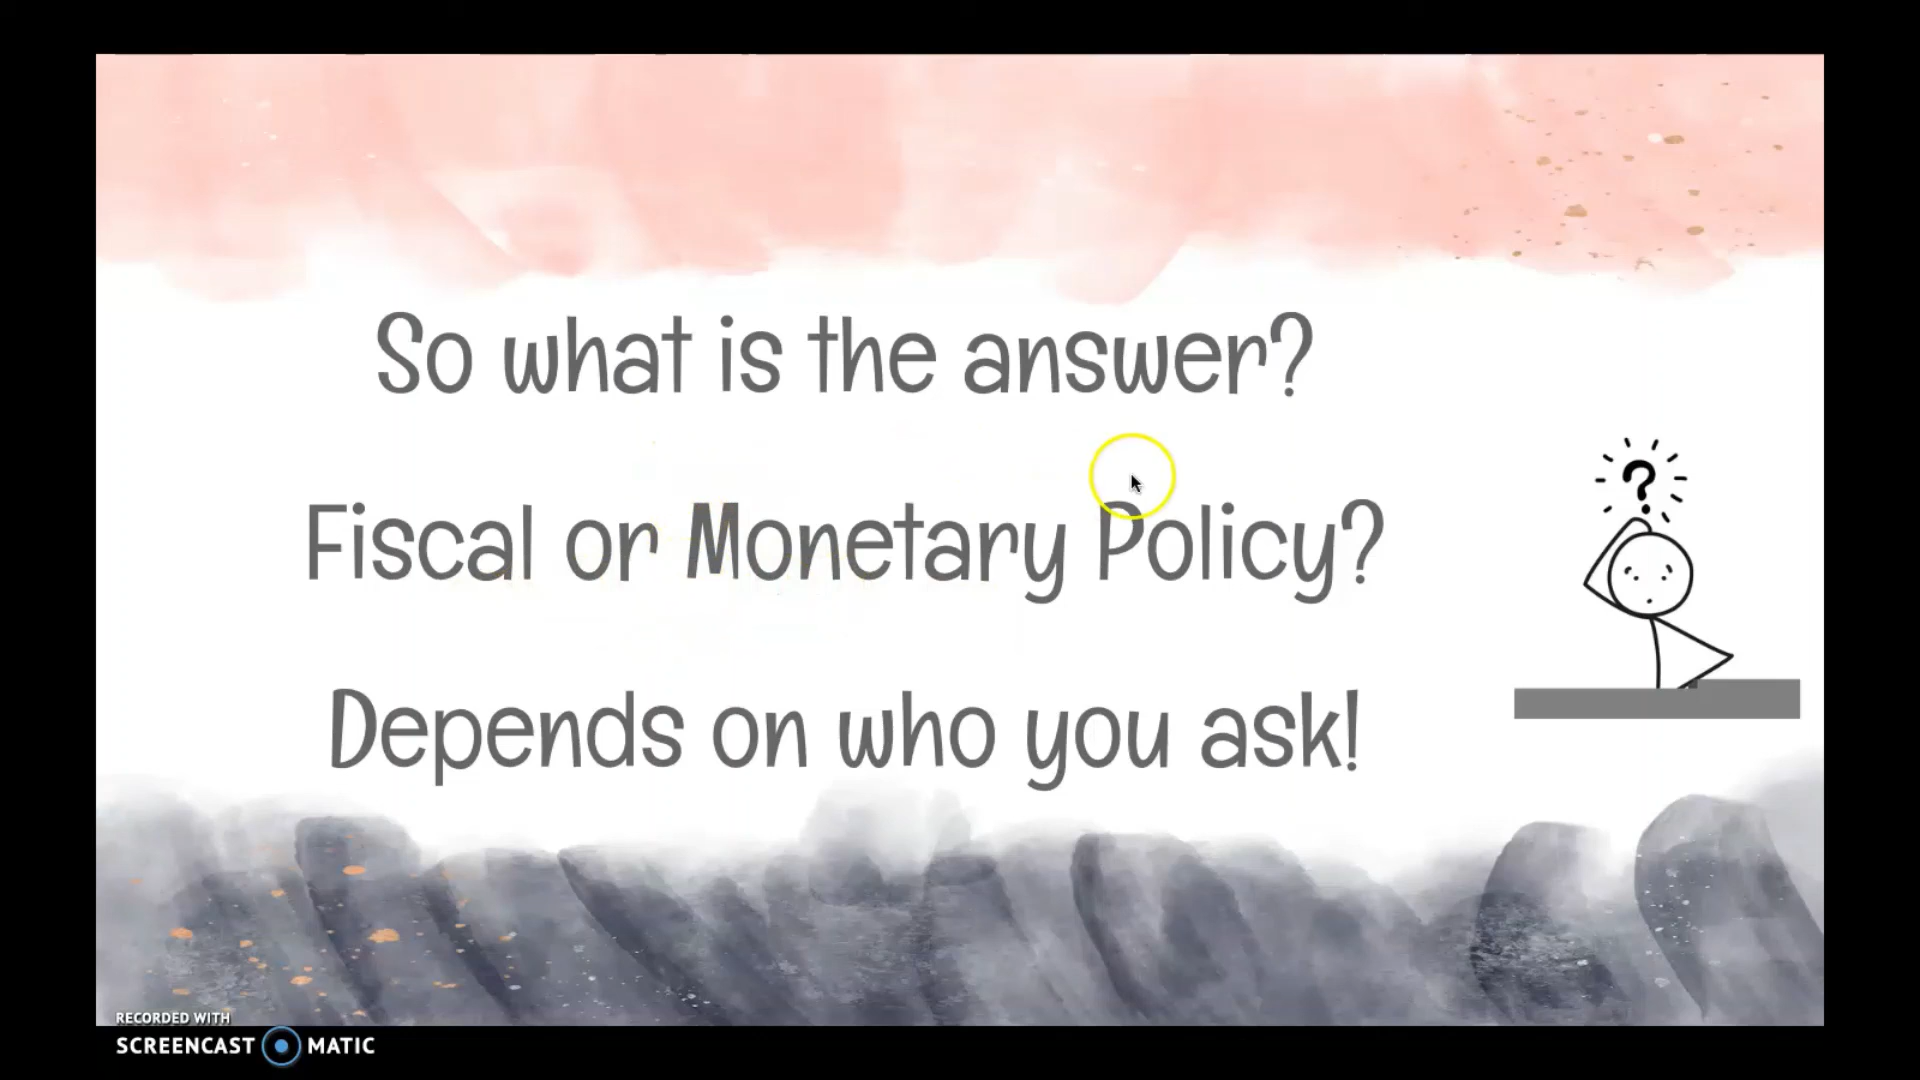 So what is the answer?
?
Fiscal or Monetary Policy?
Depends on who you ask!
RECORDED WITH
SCREENCAST MATIC